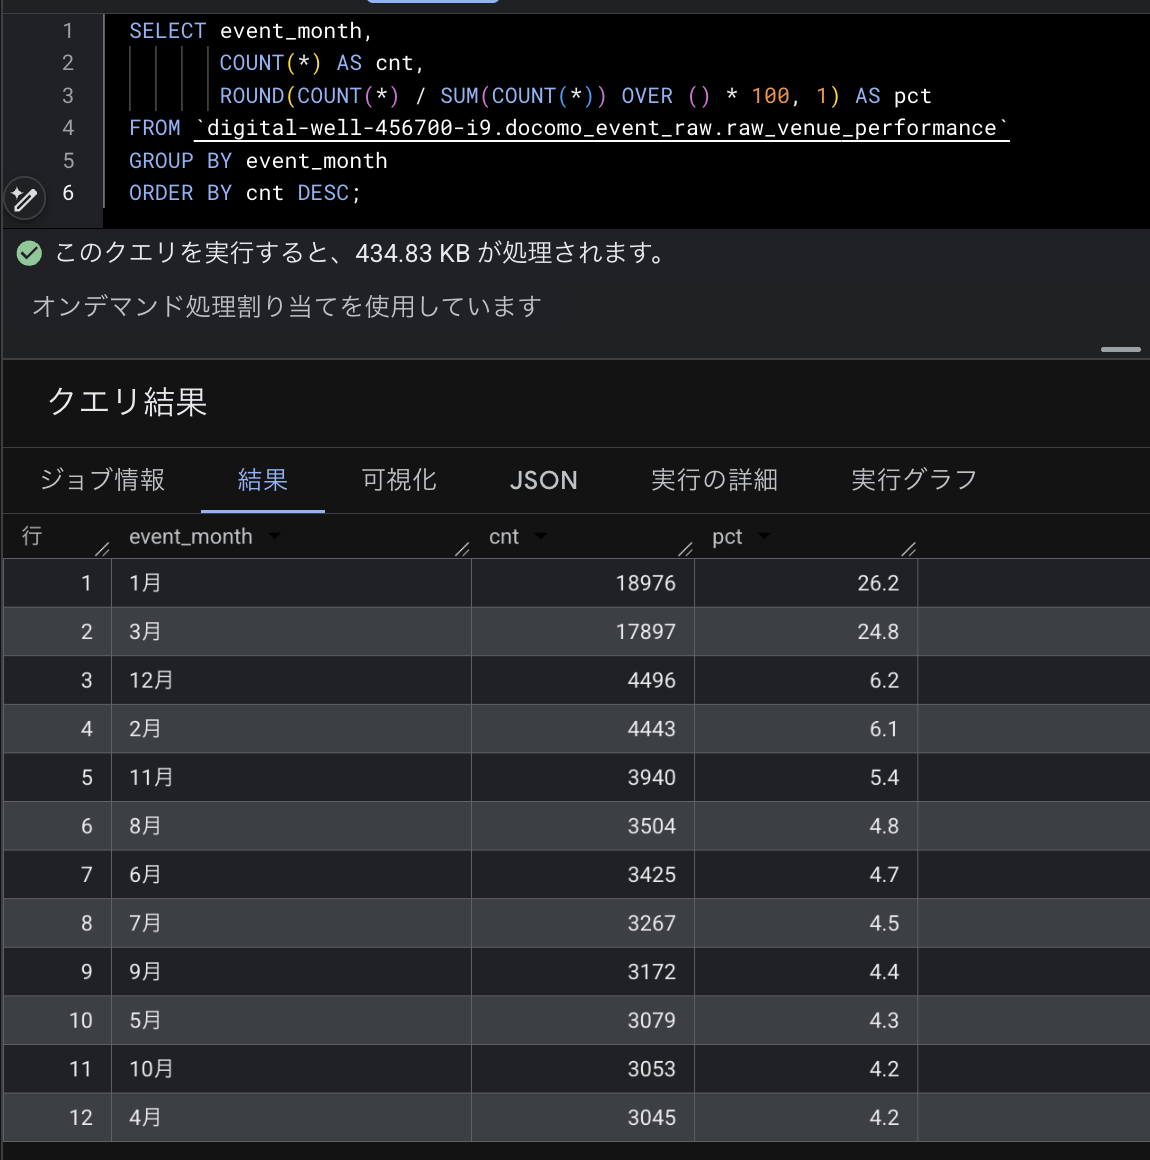 1 SELECT event_month,
2 COUNT(*) AS cnt,
3 ROUND(COUNT(*) / SUM(COUNT(*)) OVER () * 100, 1) AS pct
4 FROM `digital-well-456700-i9.docomo_event_raw.raw_venue_performance`
5 GROUP BY event_month
6 ORDER BY cnt DESC;
このクエリを実行すると、434.83 KB が処理されます。
オンデマンド処理割り当てを使用しています
クエリ結果
ジョブ情報 結果 可視化 JSON 実行の詳細 実行グラフ
行 event_month cnt pct
1 1月 18976 26.2
2 3月 17897 24.8
3 12月 4496 6.2
4 2月 4443 6.1
5 11月 3940 5.4
6 8月 3504 4.8
7 6月 3425 4.7
8 7月 3267 4.5
9 9月 3172 4.4
10 5月 3079 4.3
11 10月 3053 4.2
12 4月 3045 4.2